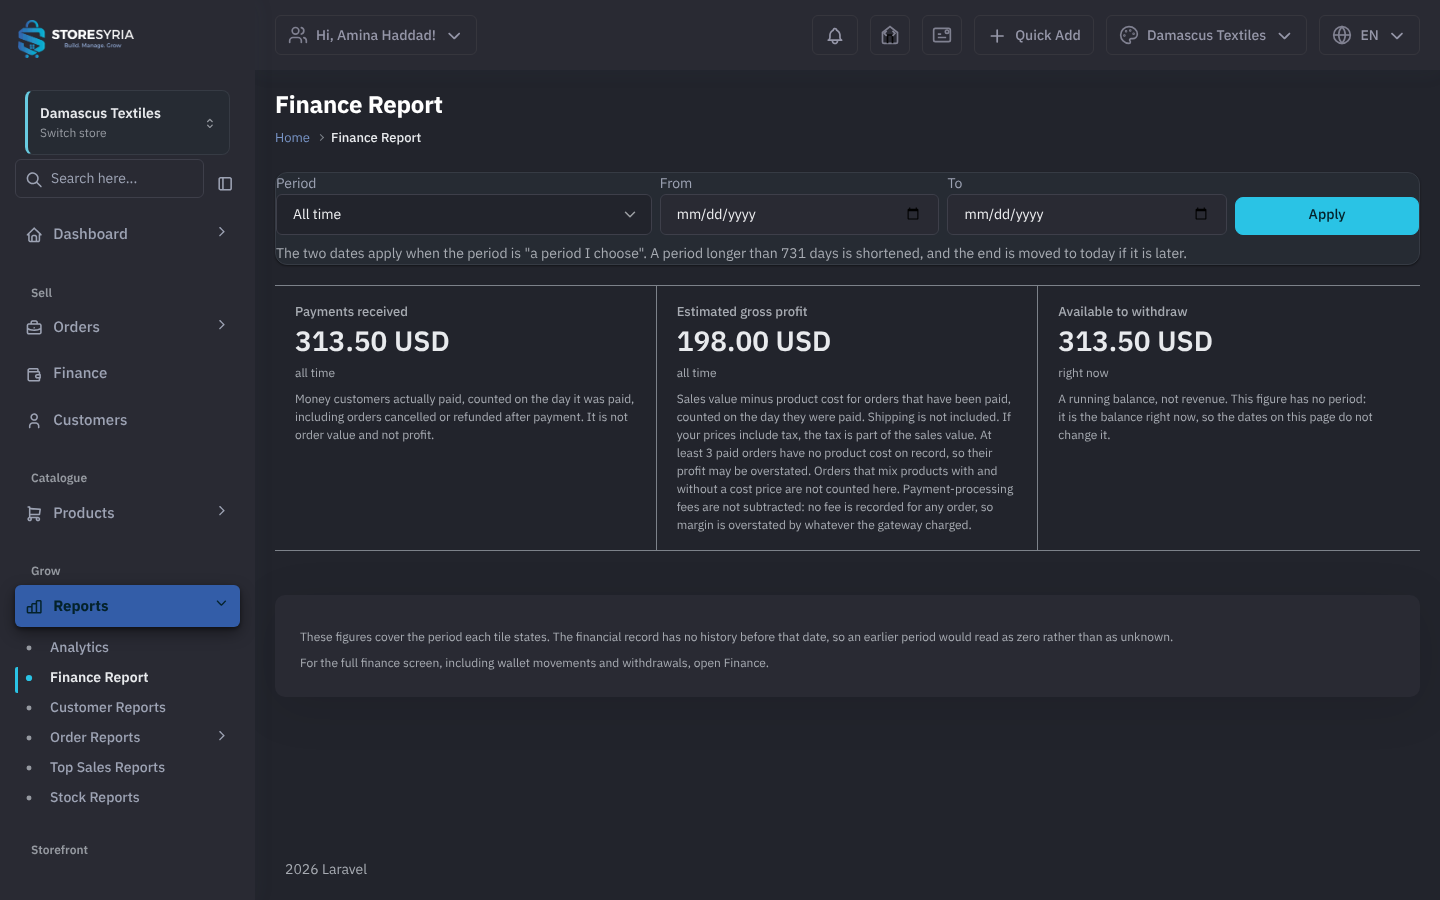 STORESYRIA
Build. Manage. Grow
Hi, Amina Haddad!
Quick Add
Damascus Textiles
EN
Damascus Textiles
Switch store
Search here...
Dashboard
Sell
Orders
Finance
Customers
Catalogue
Products
Grow
Reports
Analytics
Finance Report
Customer Reports
Order Reports
Top Sales Reports
Stock Reports
Storefront
Finance Report
Home > Finance Report
Period
From
To
All time
mm/dd/yyyy
mm/dd/yyyy
Apply
The two dates apply when the period is "a period I choose". A period longer than 731 days is shortened, and the end is moved to today if it is later.
Payments received
313.50 USD
all time
Money customers actually paid, counted on the day it was paid,
including orders cancelled or refunded after payment. It is not
order value and not profit.
Estimated gross profit
198.00 USD
all time
Sales value minus product cost for orders that have been paid,
counted on the day they were paid. Shipping is not included. If
your prices include tax, the tax is part of the sales value. At
least 3 paid orders have no product cost on record, so their
profit may be overstated. Orders that mix products with and
without a cost price are not counted here. Payment-processing
fees are not subtracted: no fee is recorded for any order, so
margin is overstated by whatever the gateway charged.
Available to withdraw
313.50 USD
right now
A running balance, not revenue. This figure has no period:
it is the balance right now, so the dates on this page do not
change it.
These figures cover the period each tile states. The financial record has no history before that date, so an earlier period would read as zero rather than as unknown.
For the full finance screen, including wallet movements and withdrawals, open Finance.
2026 Laravel